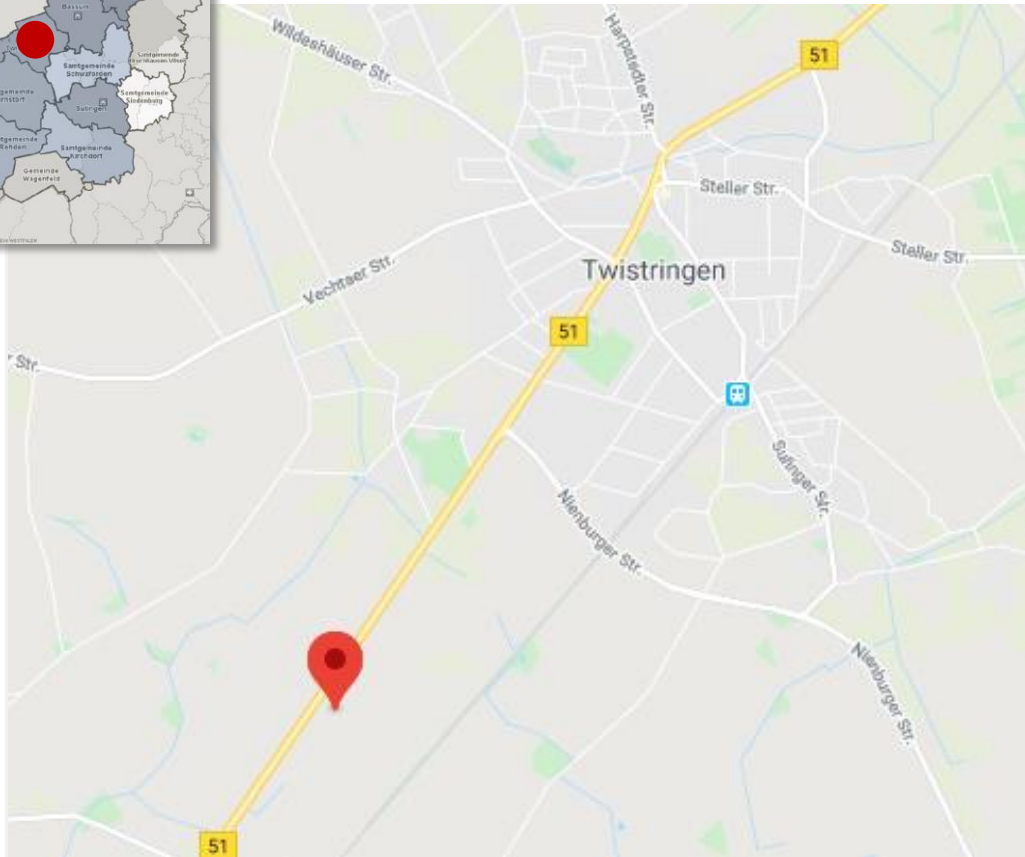 Bassum
Samtgemeinde
Schwaförden
Samtgemeinde
Sulingen
Samtgemeinde
Siedenburg
Samtgemeinde
Kirchdorf
Gemeinde
Wagenfeld
Wildeshäuser Str.
Harpstedter Str.
51
Steller Str.
Steller Str.
Twistringen
Vechtaer Str.
51
Str.
Sulinger Str.
Nienburger Str.
Nienburger Str.
51